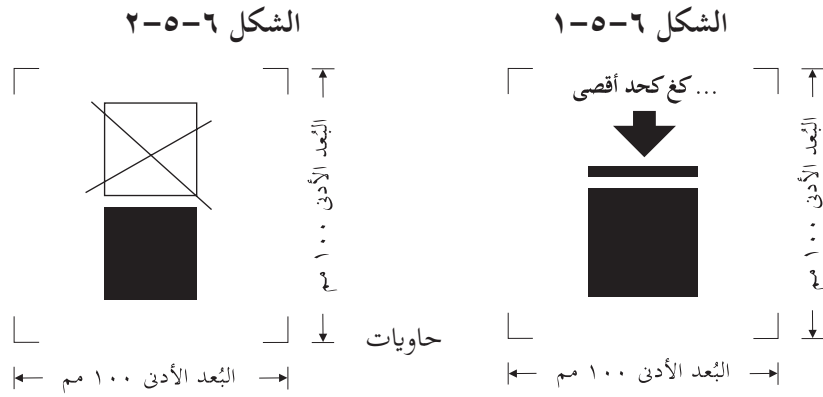 الشكل ٦-٥-١
الشكل ٦-٥-٢
... كغ كحد أقصى
البُعد الأدنى ١٠٠ مم
البُعد الأدنى ١٠٠ مم
حاويات
البُعد الأدنى ١٠٠ مم
البُعد الأدنى ١٠٠ مم